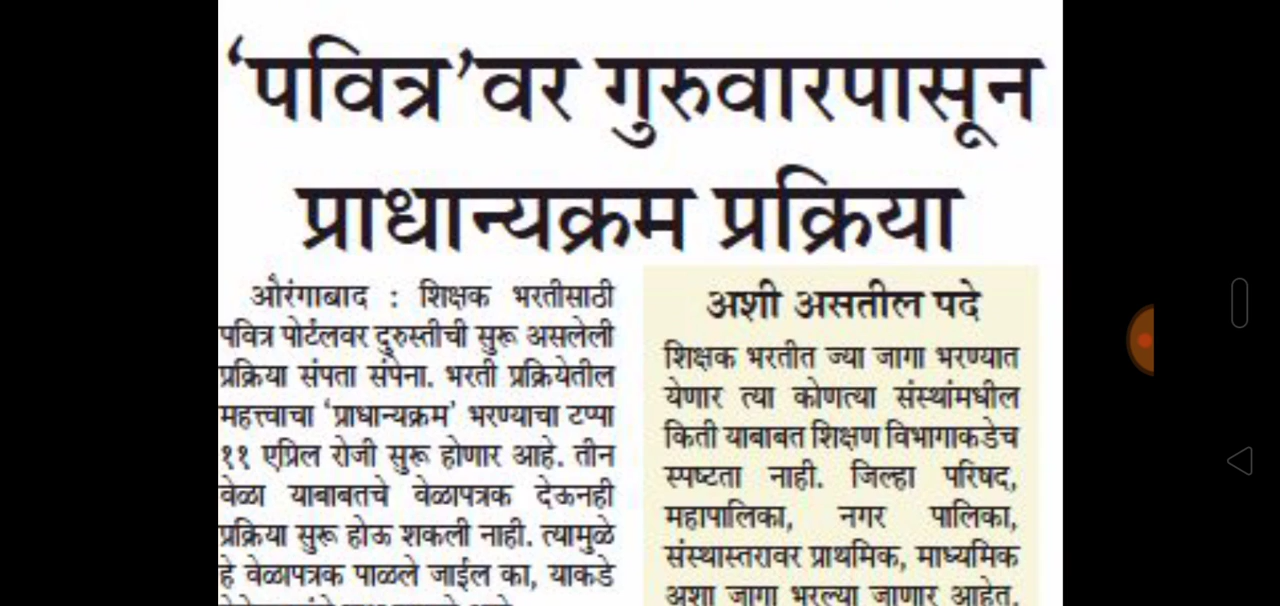 ‘पवित्र’वर गुरुवारपासून
प्राधान्यक्रम प्रक्रिया
औरंगाबाद : शिक्षक भरतीसाठी
पवित्र पोर्टलवर दुरुस्तीची सुरू असलेली
प्रक्रिया संपता संपेना. भरती प्रक्रियेतील
महत्त्वाचा ‘प्राधान्यक्रम’ भरण्याचा टप्पा
११ एप्रिल रोजी सुरू होणार आहे. तीन
वेळा याबाबतचे वेळापत्रक देऊनही
प्रक्रिया सुरू होऊ शकली नाही. त्यामुळे
हे वेळापत्रक पाळले जाईल का, याकडे
अशी असतील पदे
शिक्षक भरतीत ज्या जागा भरण्यात
येणार त्या कोणत्या संस्थांमधील
किती याबाबत शिक्षण विभागाकडेच
स्पष्टता नाही. जिल्हा परिषद,
महापालिका, नगर पालिका,
संस्थास्तरावर प्राथमिक, माध्यमिक
अशा जागा भरल्या जाणार आहेत.